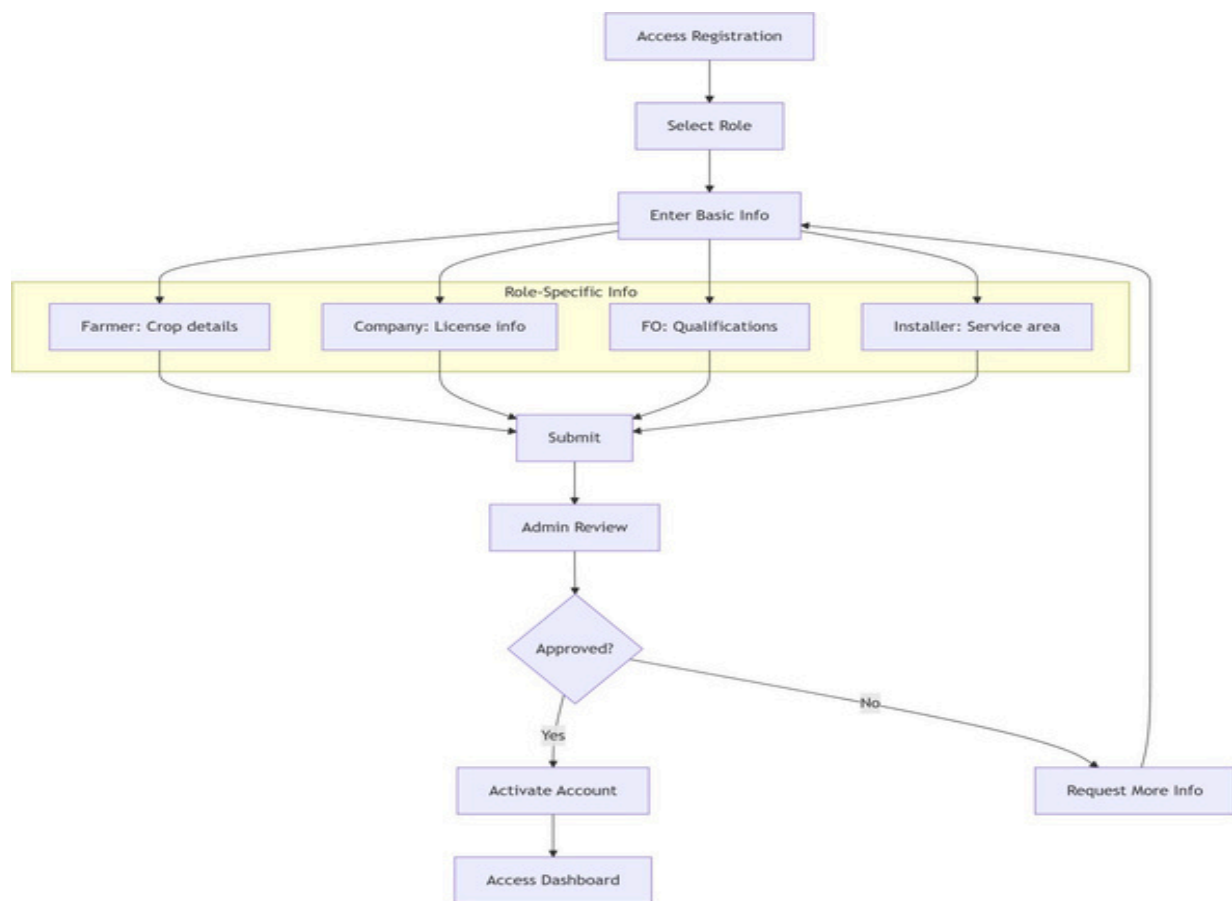 Access Registration
Select Role
Enter Basic Info
Role-Specific Info
Farmer: Crop details
Company: License info
FO: Qualifications
Installer: Service area
Submit
Admin Review
Approved?
No
Yes
Activate Account
Request More Info
Access Dashboard